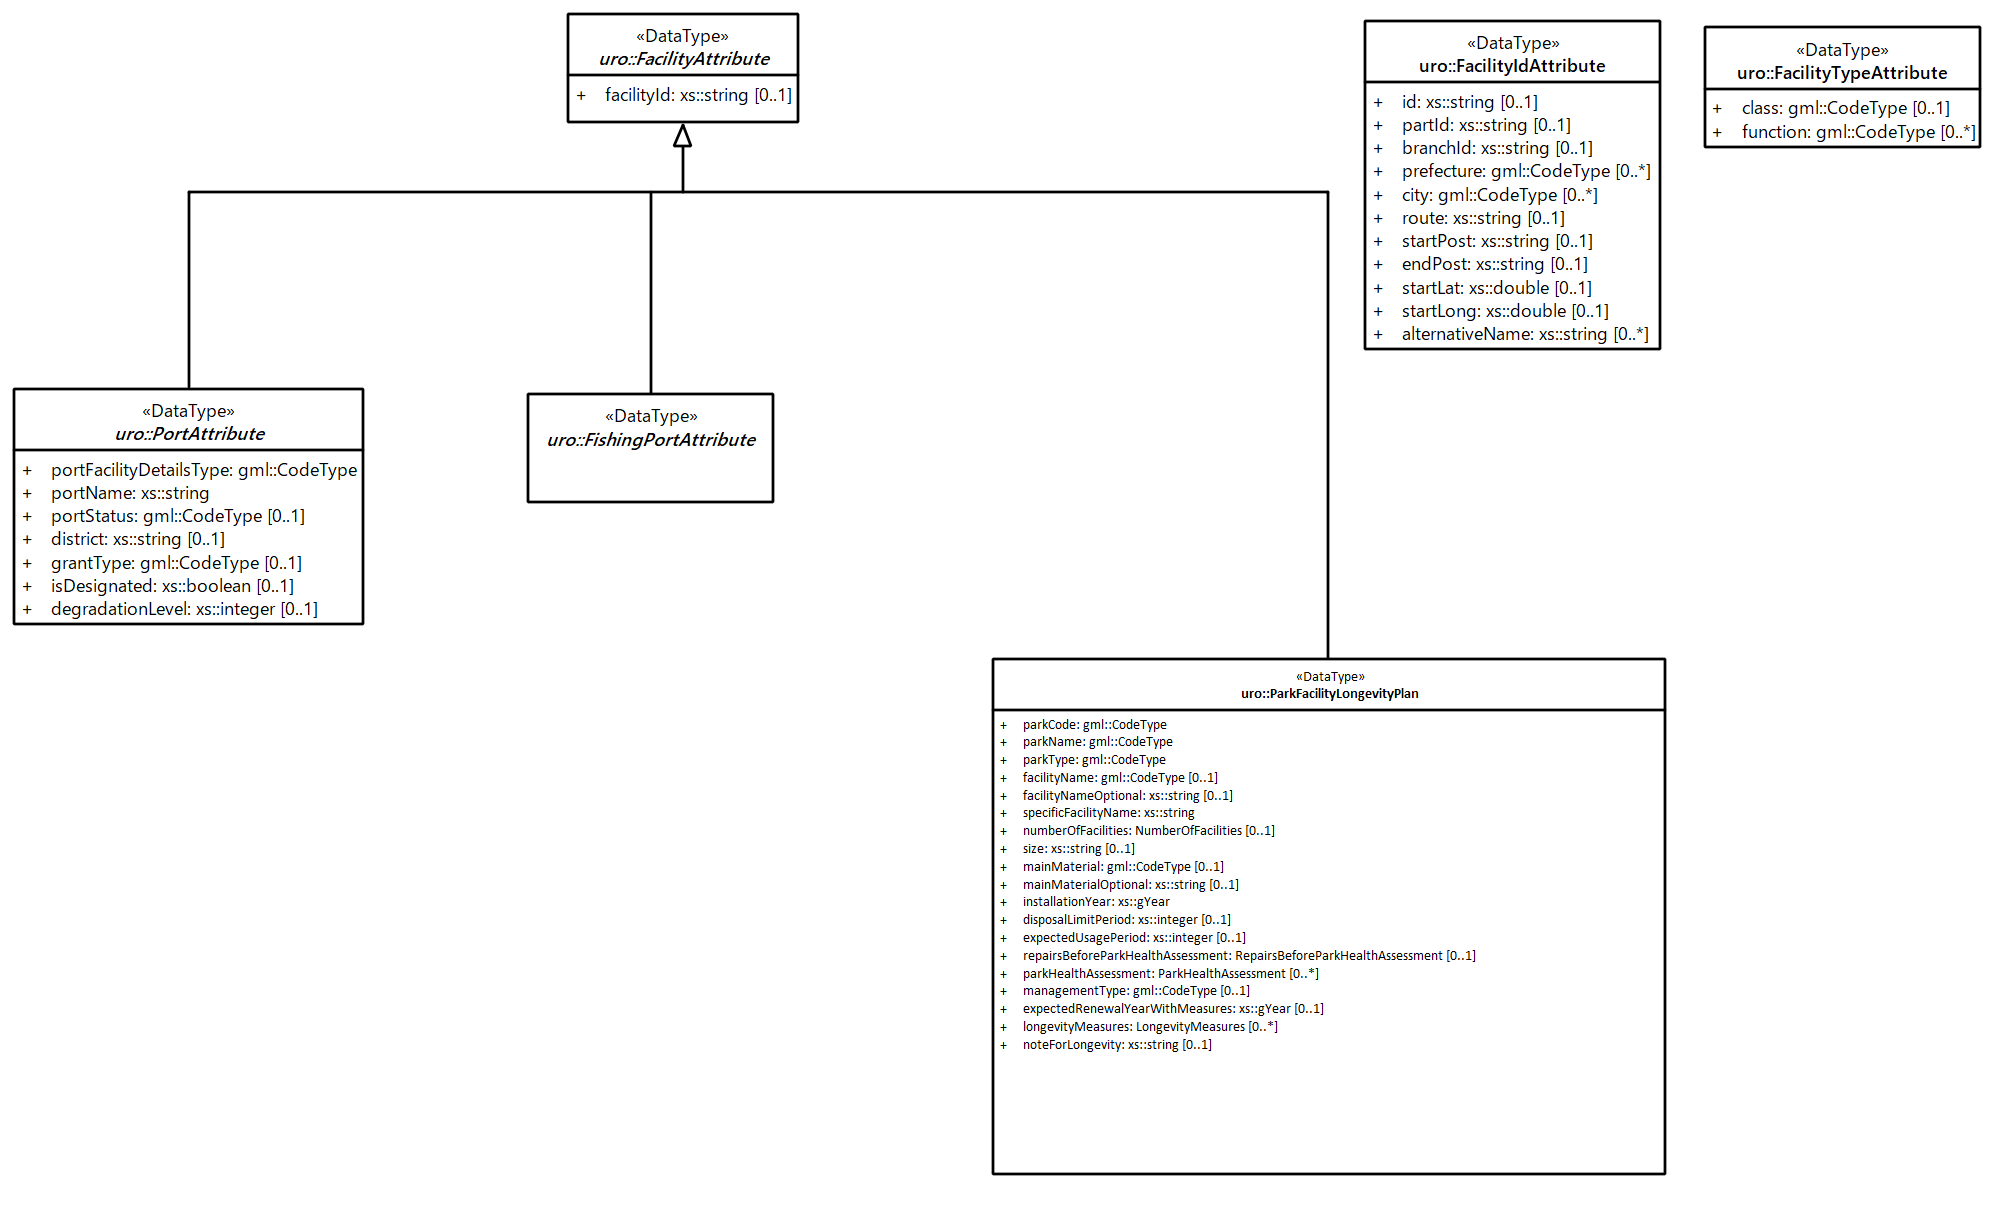 «DataType»
uro::FacilityAttribute
+ facilityId: xs::string [0..1]
«DataType»
uro::FacilityIdAttribute
+ id: xs::string [0..1]
+ partId: xs::string [0..1]
+ branchId: xs::string [0..1]
+ prefecture: gml::CodeType [0..*]
+ city: gml::CodeType [0..*]
+ route: xs::string [0..1]
+ startPost: xs::string [0..1]
+ endPost: xs::string [0..1]
+ startLat: xs::double [0..1]
+ startLong: xs::double [0..1]
+ alternativeName: xs::string [0..*]
«DataType»
uro::FacilityTypeAttribute
+ class: gml::CodeType [0..1]
+ function: gml::CodeType [0..*]
«DataType»
uro::PortAttribute
+ portFacilityDetailsType: gml::CodeType
+ portName: xs::string
+ portStatus: gml::CodeType [0..1]
+ district: xs::string [0..1]
+ grantType: gml::CodeType [0..1]
+ isDesignated: xs::boolean [0..1]
+ degradationLevel: xs::integer [0..1]
«DataType»
uro::FishingPortAttribute
«DataType»
uro::ParkFacilityLongevityPlan
+ parkCode: gml::CodeType
+ parkName: gml::CodeType
+ parkType: gml::CodeType
+ facilityName: gml::CodeType [0..1]
+ facilityNameOptional: xs::string [0..1]
+ specificFacilityName: xs::string
+ numberOfFacilities: NumberOfFacilities [0..1]
+ size: xs::string [0..1]
+ mainMaterial: gml::CodeType [0..1]
+ mainMaterialOptional: xs::string [0..1]
+ installationYear: xs::gYear
+ disposalLimitPeriod: xs::integer [0..1]
+ expectedUsagePeriod: xs::integer [0..1]
+ repairsBeforeParkHealthAssessment: RepairsBeforeParkHealthAssessment [0..1]
+ parkHealthAssessment: ParkHealthAssessment [0..*]
+ managementType: gml::CodeType [0..1]
+ expectedRenewalYearWithMeasures: xs::gYear [0..1]
+ longevityMeasures: LongevityMeasures [0..*]
+ noteForLongevity: xs::string [0..1]